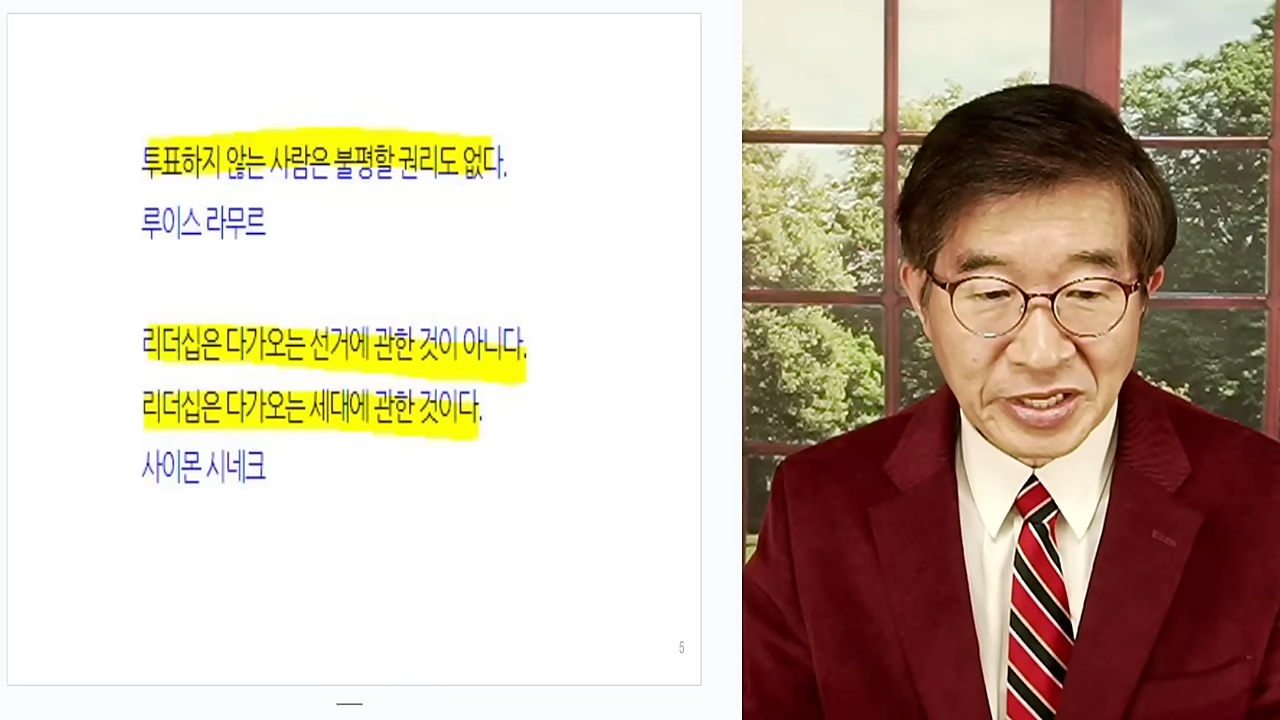 투표하지 않는 사람은 불평할 권리도 없다.
루이스 라무르
리더십은 다가오는 선거에 관한 것이 아니다.
리더십은 다가오는 세대에 관한 것이다.
사이몬 시네크
5